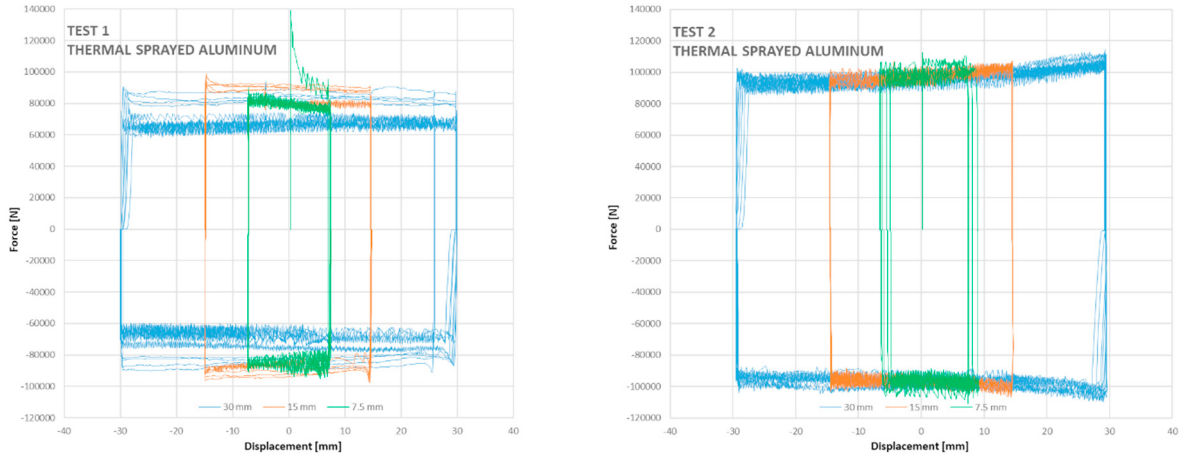 TEST 1
THERMAL SPRAYED ALUMINUM
140000
120000
100000
80000
60000
40000
20000
0
-20000
-40000
-60000
-80000
-100000
-120000
Force [N]
30 mm 15 mm 7.5 mm
-40 -30 -20 -10 0 10 20 30 40
Displacement [mm]
TEST 2
THERMAL SPRAYED ALUMINUM
140000
120000
100000
80000
60000
40000
20000
0
-20000
-40000
-60000
-80000
-100000
-120000
Force [N]
30 mm 15 mm 7.5 mm
-40 -30 -20 -10 0 10 20 30 40
Displacement [mm]